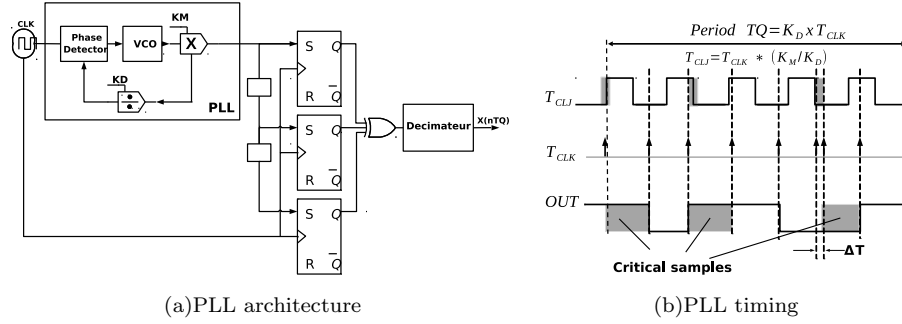 CLK
KM
Phase
Detector
VCO
X
KD
PLL
S Q
R Q
S Q
R Q
S Q
R Q
Decimateur
X(nTQ)
(a)PLL architecture
Period TQ=K_D x T_CLK
T_CLJ=T_CLK * (K_M/K_D)
T_CLJ
T_CLK
OUT
Critical samples
ΔT
(b)PLL timing